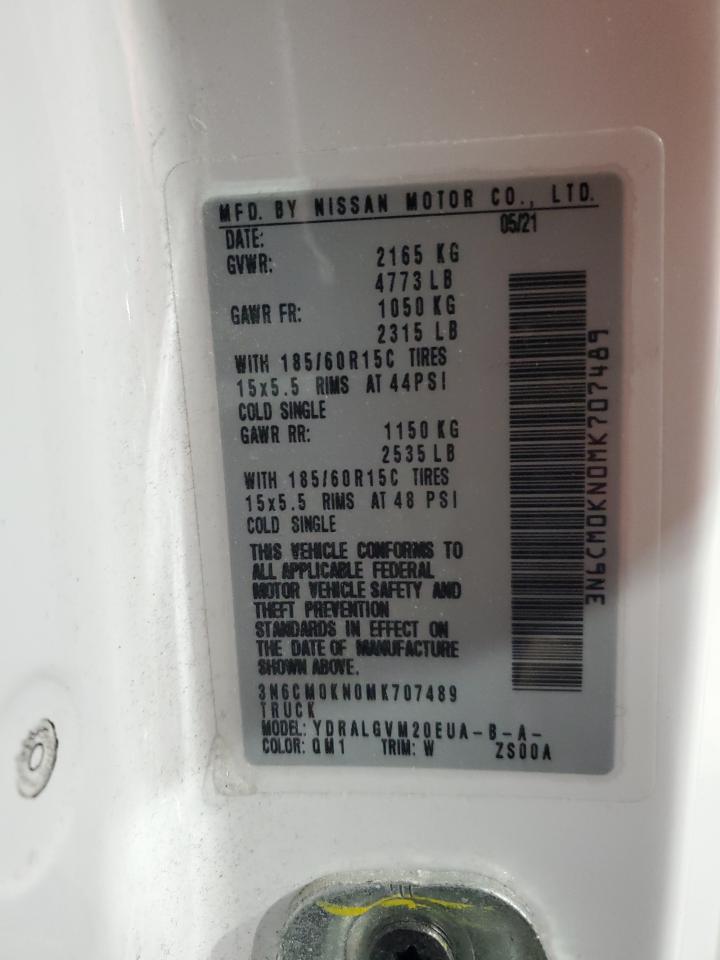 MFD. BY NISSAN MOTOR CO., LTD.
DATE: 05/21
GVWR: 2165 KG
4773 LB
GAWR FR: 1050 KG
2315 LB
WITH 185/60R15C TIRES
15x5.5 RIMS AT 44PSI
COLD SINGLE
GAWR RR: 1150 KG
2535 LB
WITH 185/60R15C TIRES
15x5.5 RIMS AT 48 PSI
COLD SINGLE
THIS VEHICLE CONFORMS TO
ALL APPLICABLE FEDERAL
MOTOR VEHICLE SAFETY AND
THEFT PREVENTION
STANDARDS IN EFFECT ON
THE DATE OF MANUFACTURE
SHOWN ABOVE.
3N6CM0KN0MK707489
TRUCK
MODEL: YDRALGVM20EUA-B-A-
COLOR: QM1 TRIM: W ZS00A
3N6CM0KN0MK707489